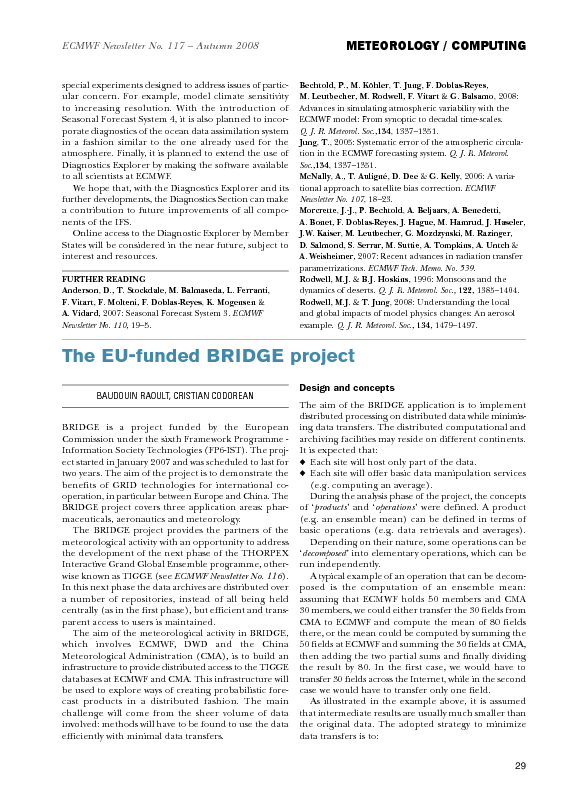 ECMWF Newsletter No. 117 – Autumn 2008
METEOROLOGY / COMPUTING
special experiments designed to address issues of partic-
ular concern. For example, model climate sensitivity
to increasing resolution. With the introduction of
Seasonal Forecast System 4, it is also planned to incor-
porate diagnostics of the ocean data assimilation system
in a fashion similar to the one already used for the
atmosphere. Finally, it is planned to extend the use of
Diagnostics Explorer by making the software available
to all scientists at ECMWF.
We hope that, with the Diagnostics Explorer and its
further developments, the Diagnostics Section can make
a contribution to future improvements of all compo-
nents of the IFS.
Online access to the Diagnostic Explorer by Member
States will be considered in the near future, subject to
interest and resources.
FURTHER READING
Anderson, D., T. Stockdale, M. Balmaseda, L. Ferranti,
F. Vitart, F. Molteni, F. Doblas-Reyes, K. Mogensen &
A. Vidard, 2007: Seasonal Forecast System 3. ECMWF
Newsletter No. 110, 19–5.
Bechtold, P., M. Köhler, T. Jung, F. Doblas-Reyes,
M. Leutbecher, M. Rodwell, F. Vitart & G. Balsamo, 2008:
Advances in simulating atmospheric variability with the
ECMWF model: From synoptic to decadal time-scales.
Q. J. R. Meteorol. Soc.,134, 1337–1351.
Jung, T., 2005: Systematic error of the atmospheric circula-
tion in the ECMWF forecasting system. Q. J. R. Meteorol.
Soc.,134, 1337–1351.
McNally, A., T. Auligné, D. Dee & G. Kelly, 2006: A varia-
tional approach to satellite bias correction. ECMWF
Newsletter No. 107, 18–23.
Morcrette, J.-J., P. Bechtold, A. Beljaars, A. Benedetti,
A. Bonet, F. Doblas-Reyes, J. Hague, M. Hamrud, J. Haseler,
J.W. Kaiser, M. Leutbecher, G. Mozdzynski, M. Razinger,
D. Salmond, S. Serrar, M. Suttie, A. Tompkins, A. Untch &
A. Weisheimer, 2007: Recent advances in radiation transfer
parametrizations. ECMWF Tech. Memo. No. 539.
Rodwell, M.J. & B.J. Hoskins, 1996: Monsoons and the
dynamics of deserts. Q. J. R. Meteorol. Soc., 122, 1385–1404.
Rodwell, M.J. & T. Jung, 2008: Understanding the local
and global impacts of model physics changes: An aerosol
example. Q. J. R. Meteorol. Soc., 134, 1479–1497.
The EU-funded BRIDGE project
BAUDOUIN RAOULT, CRISTIAN CODOREAN
BRIDGE is a project funded by the European
Commission under the sixth Framework Programme -
Information Society Technologies (FP6-IST). The proj-
ect started in January 2007 and was scheduled to last for
two years. The aim of the project is to demonstrate the
benefits of GRID technologies for international co-
operation, in particular between Europe and China. The
BRIDGE project covers three application areas: phar-
maceuticals, aeronautics and meteorology.
The BRIDGE project provides the partners of the
meteorological activity with an opportunity to address
the development of the next phase of the THORPEX
Interactive Grand Global Ensemble programme, other-
wise known as TIGGE (see ECMWF Newsletter No. 116).
In this next phase the data archives are distributed over
a number of repositories, instead of all being held
centrally (as in the first phase), but efficient and trans-
parent access to users is maintained.
The aim of the meteorological activity in BRIDGE,
which involves ECMWF, DWD and the China
Meteorological Administration (CMA), is to build an
infrastructure to provide distributed access to the TIGGE
databases at ECMWF and CMA. This infrastructure will
be used to explore ways of creating probabilistic fore-
cast products in a distributed fashion. The main
challenge will come from the sheer volume of data
involved: methods will have to be found to use the data
efficiently with minimal data transfers.
Design and concepts
The aim of the BRIDGE application is to implement
distributed processing on distributed data while minimis-
ing data transfers. The distributed computational and
archiving facilities may reside on different continents.
It is expected that:
◆ Each site will host only part of the data.
◆ Each site will offer basic data manipulation services
(e.g. computing an average).
During the analysis phase of the project, the concepts
of ‘products’ and ‘operations’ were defined. A product
(e.g. an ensemble mean) can be defined in terms of
basic operations (e.g. data retrievals and averages).
Depending on their nature, some operations can be
‘decomposed’ into elementary operations, which can be
run independently.
A typical example of an operation that can be decom-
posed is the computation of an ensemble mean:
assuming that ECMWF holds 50 members and CMA
30 members, we could either transfer the 30 fields from
CMA to ECMWF and compute the mean of 80 fields
there, or the mean could be computed by summing the
50 fields at ECMWF and summing the 30 fields at CMA,
then adding the two partial sums and finally dividing
the result by 80. In the first case, we would have to
transfer 30 fields across the Internet, while in the second
case we would have to transfer only one field.
As illustrated in the example above, it is assumed
that intermediate results are usually much smaller than
the original data. The adopted strategy to minimize
data transfers is to:
29